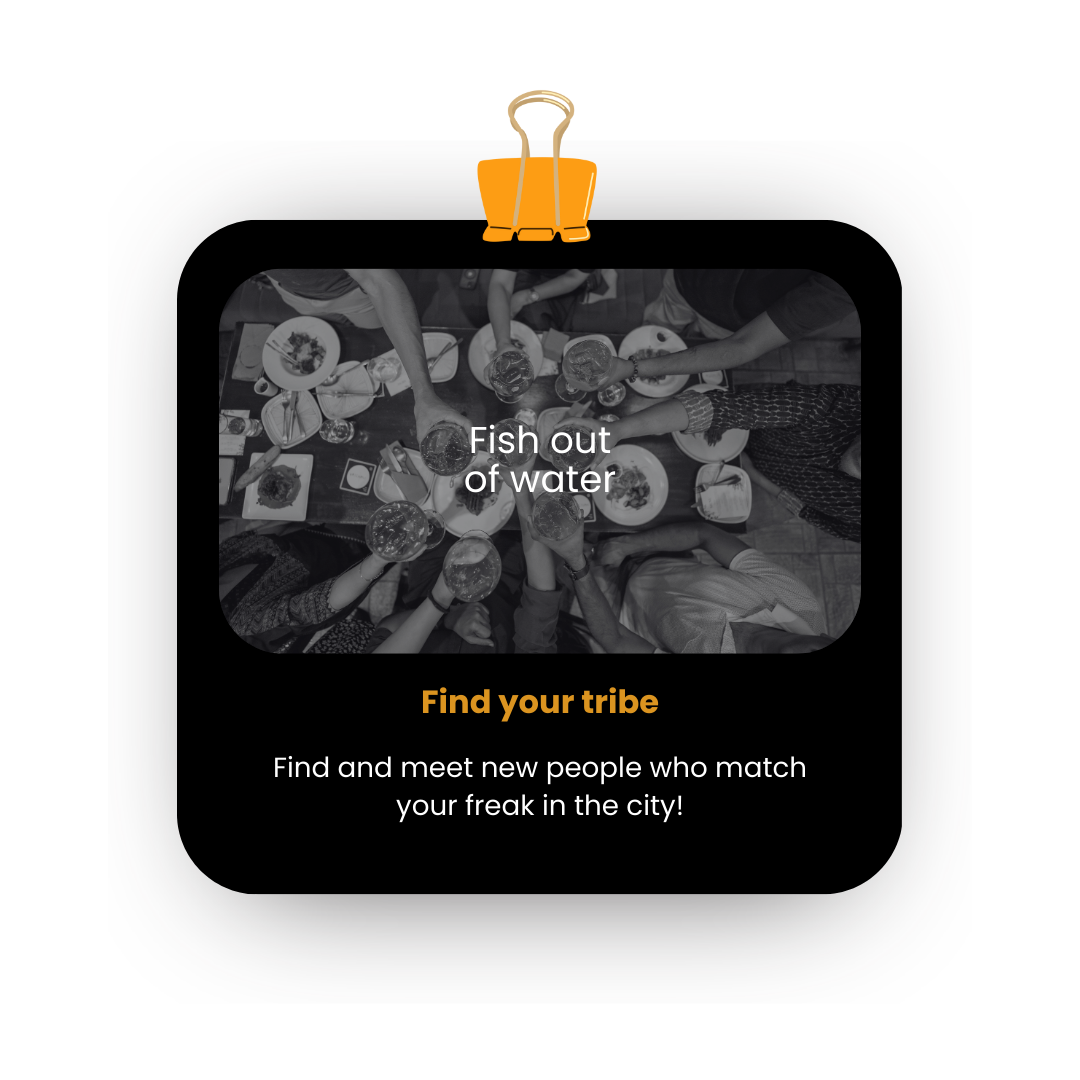 Fish out
of water
Find your tribe
Find and meet new people who match
your freak in the city!